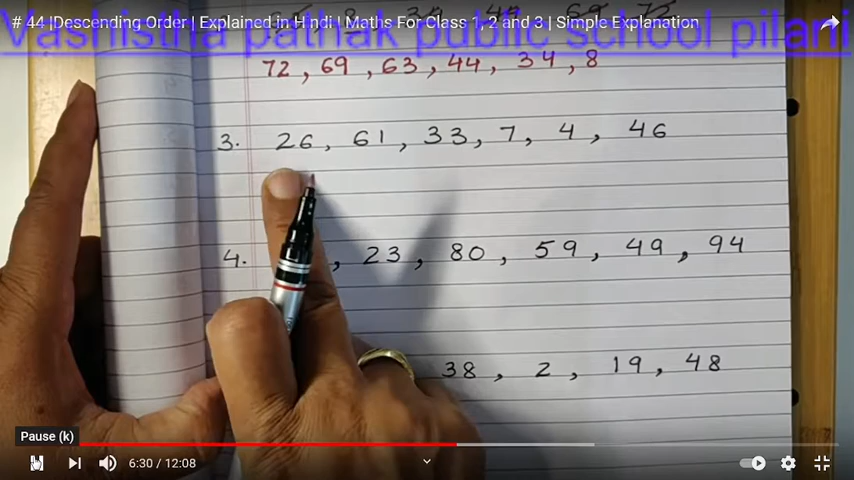 # 44 |Descending Order | Explained in Hindi | Maths For Class 1, 2 and 3 | Simple Explanation
Vashistha pathak public school pilani
72 , 69 , 63 , 44 , 34 , 8
3. 26 , 61 , 33 , 7 , 4 , 46
4. , 23 , 80 , 59 , 49 , 94
38 , 2 , 19 , 48
Pause (k)
6:30 / 12:08